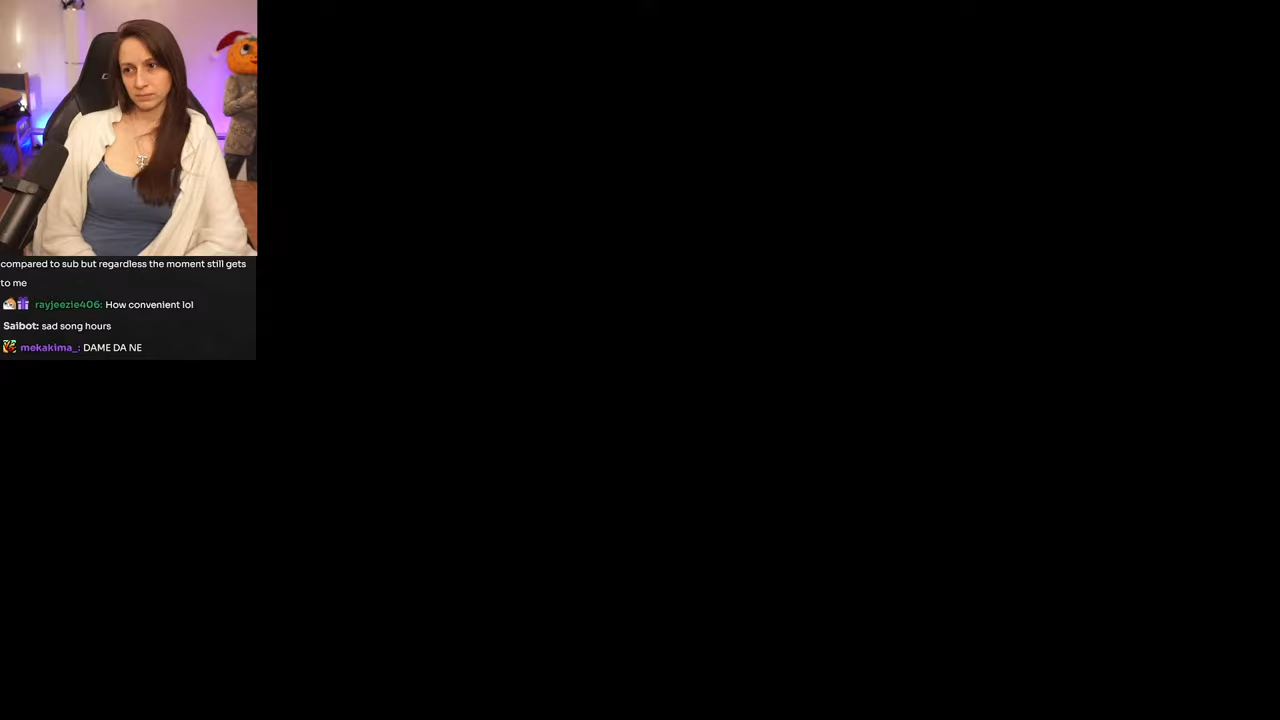 compared to sub but regardless the moment still gets
to me
rayjeezie406: How convenient lol
Saibot: sad song hours
mekakima_: DAME DA NE